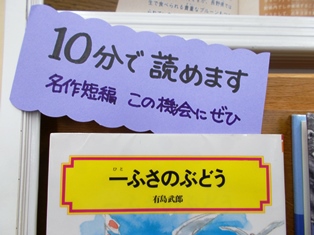 10分で読めます
名作短編 この機会にぜひ
一ふさのぶどう
有島武郎